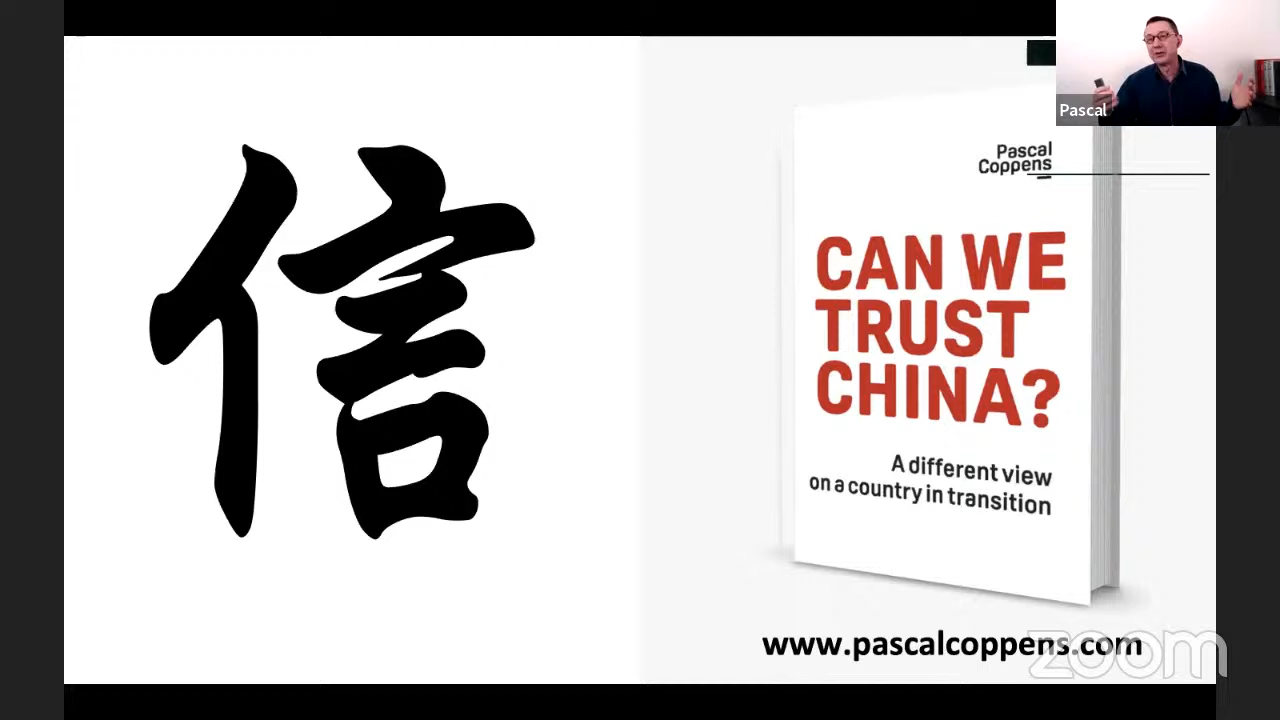 信
Pascal
Pascal
Coppens
CAN WE
TRUST
CHINA?
A different view
on a country in transition
www.pascalcoppens.com
zoom